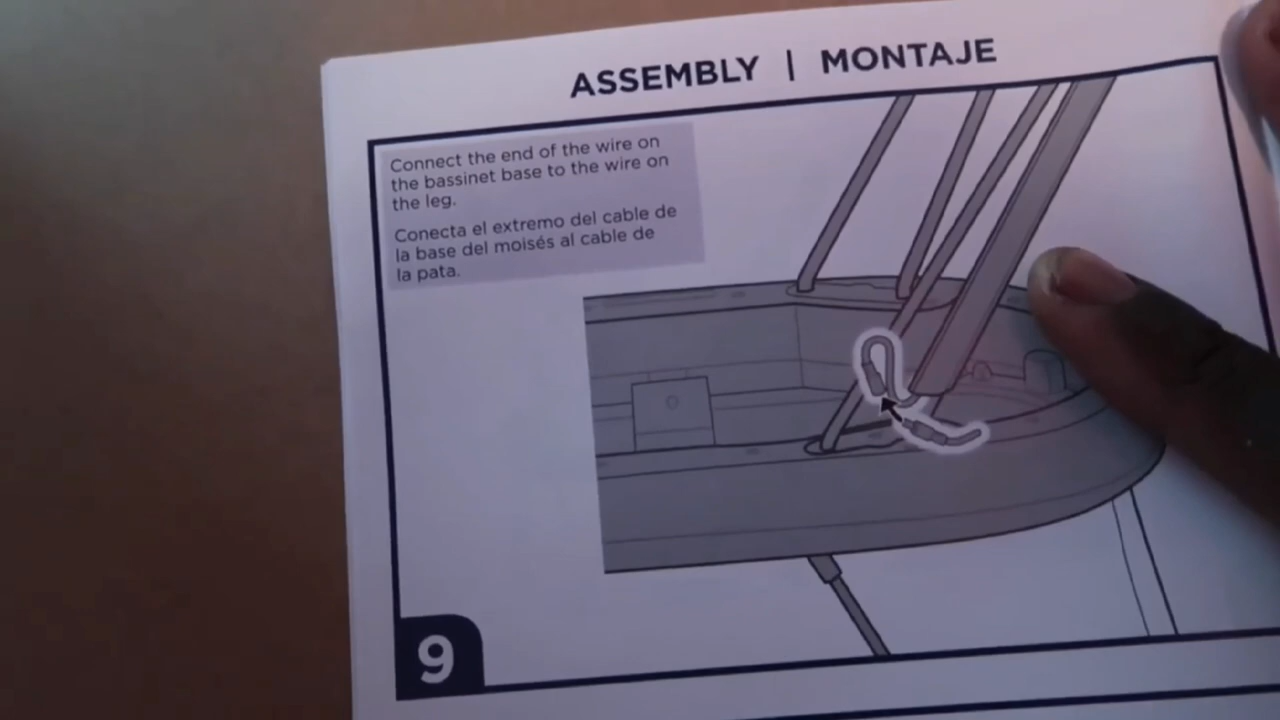 ASSEMBLY | MONTAJE
Connect the end of the wire on
the bassinet base to the wire on
the leg.
Conecta el extremo del cable de
la base del moisés al cable de
la pata.
9